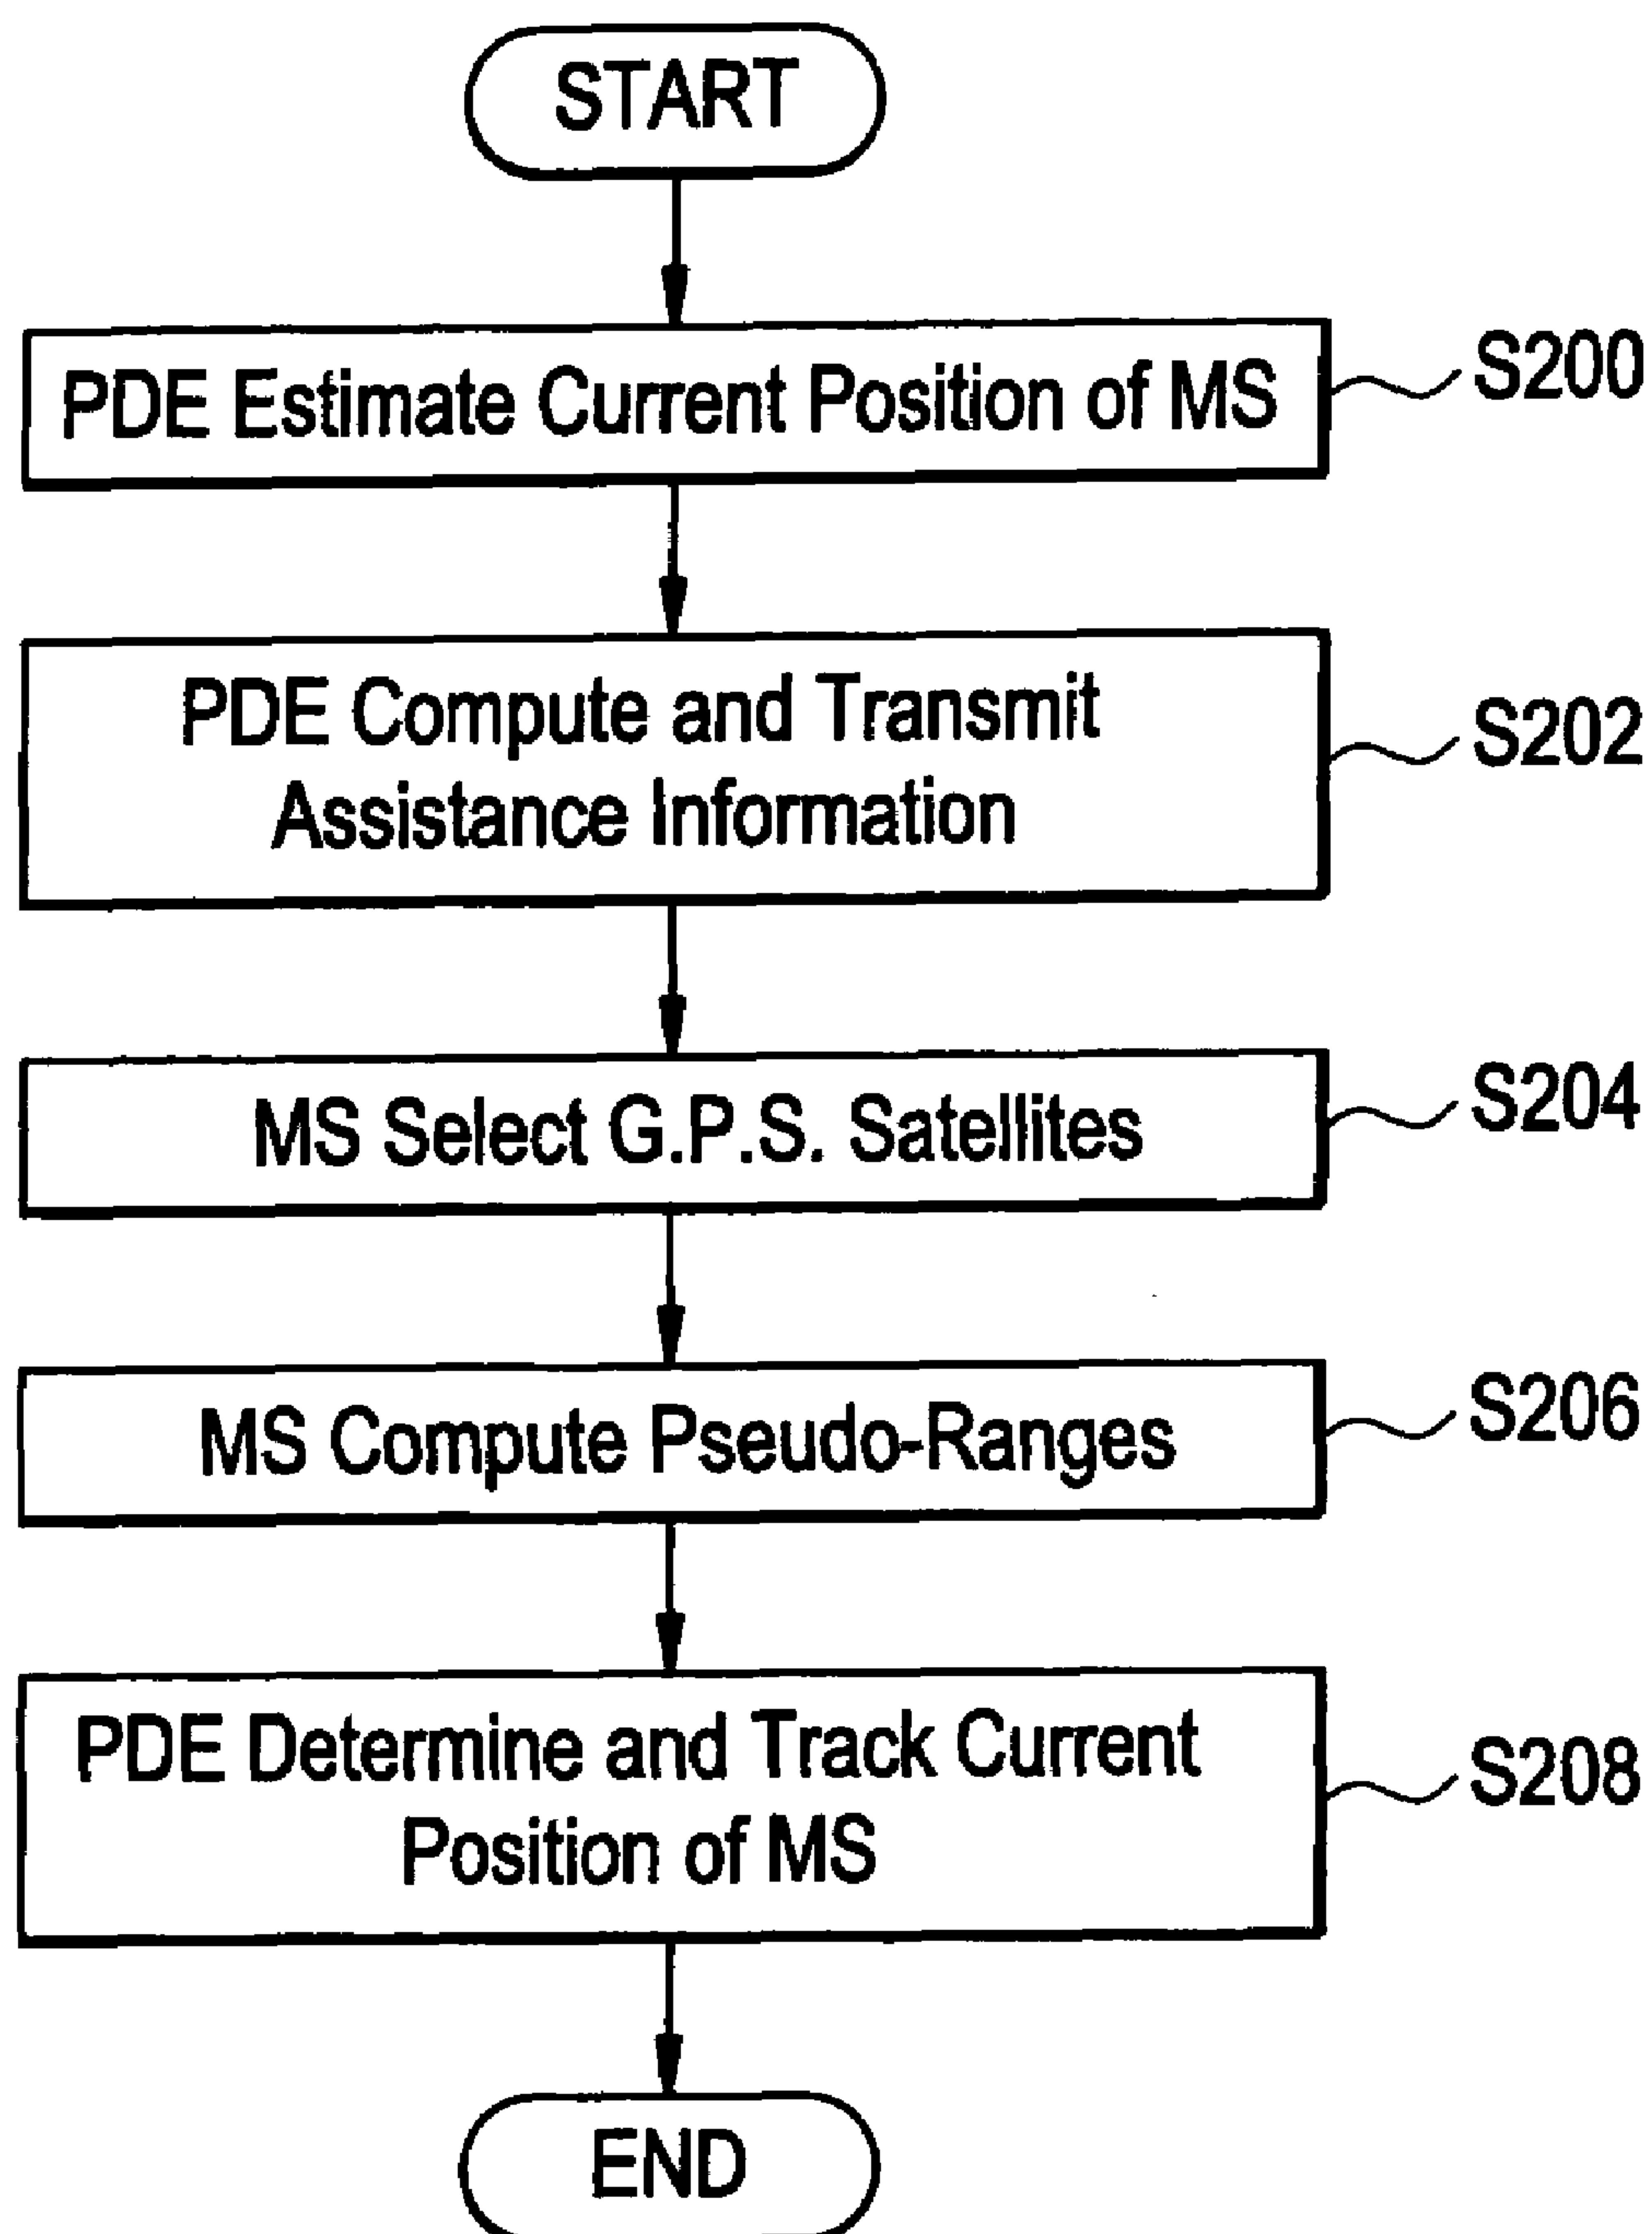 START
PDE Estimate Current Position of MS
S200
PDE Compute and Transmit
Assistance Information
S202
MS Select G.P.S. Satellites
S204
MS Compute Pseudo-Ranges
S206
PDE Determine and Track Current
Position of MS
S208
END